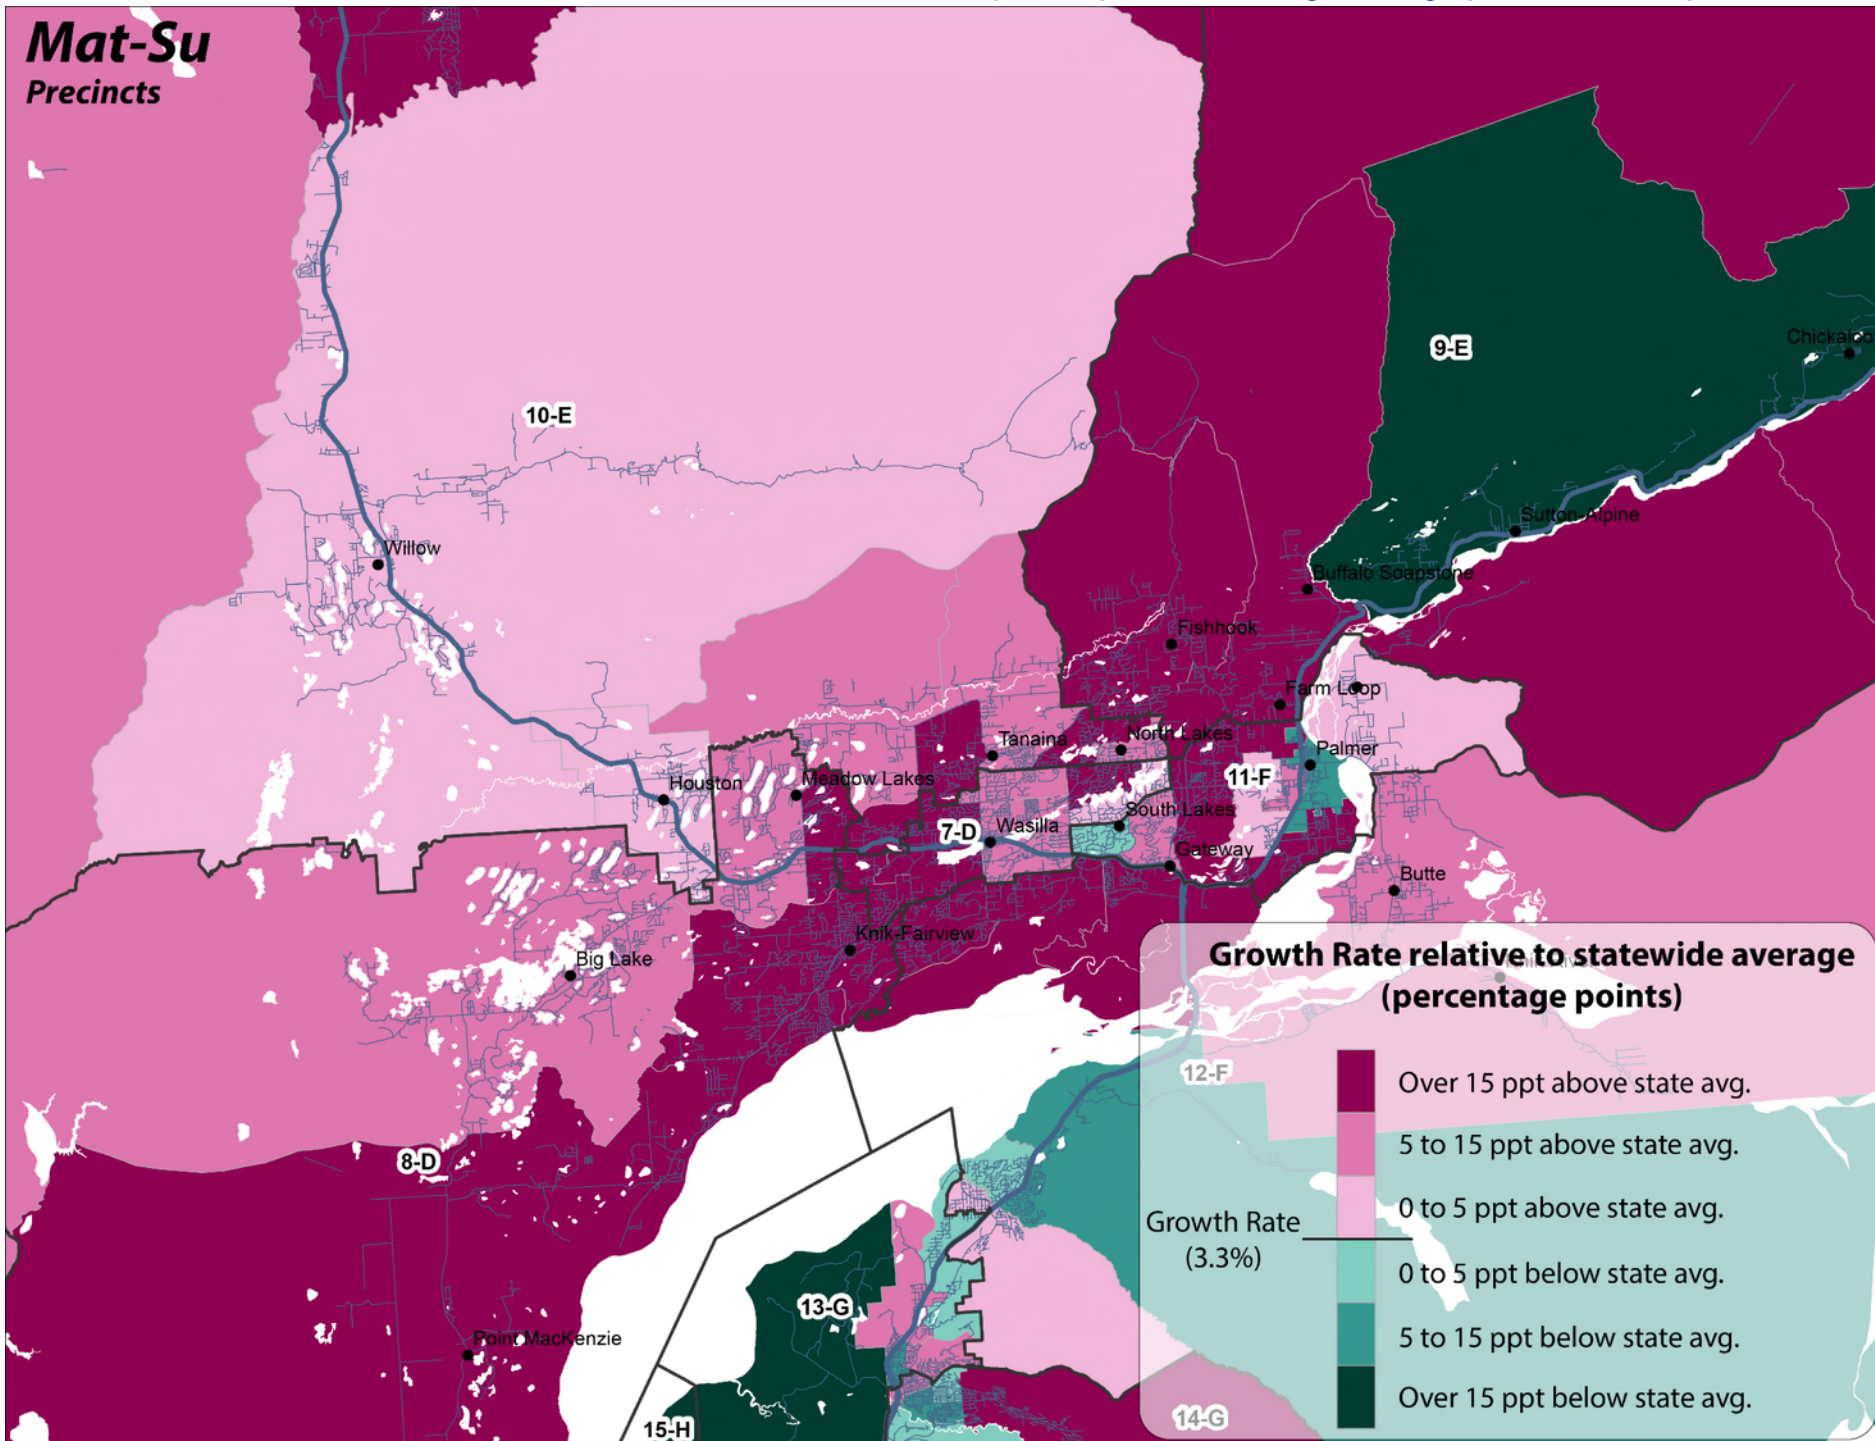 Mat-Su
Precincts
9-E
Chickaloo
10-E
Sutton-Alpine
Willow
Buffalo Soapstone
Fishhook
Farm Loop
Tanaina
North Lakes
Palmer
11-F
Houston
Meadow Lakes
South Lakes
7-D
Wasilla
Gateway
Butte
Knik-Fairview
Big Lake
Growth Rate relative to statewide average
(percentage points)
12-F
Over 15 ppt above state avg.
5 to 15 ppt above state avg.
8-D
0 to 5 ppt above state avg.
Growth Rate
(3.3%)
0 to 5 ppt below state avg.
13-G
Point MacKenzie
5 to 15 ppt below state avg.
Over 15 ppt below state avg.
14-G
15-H